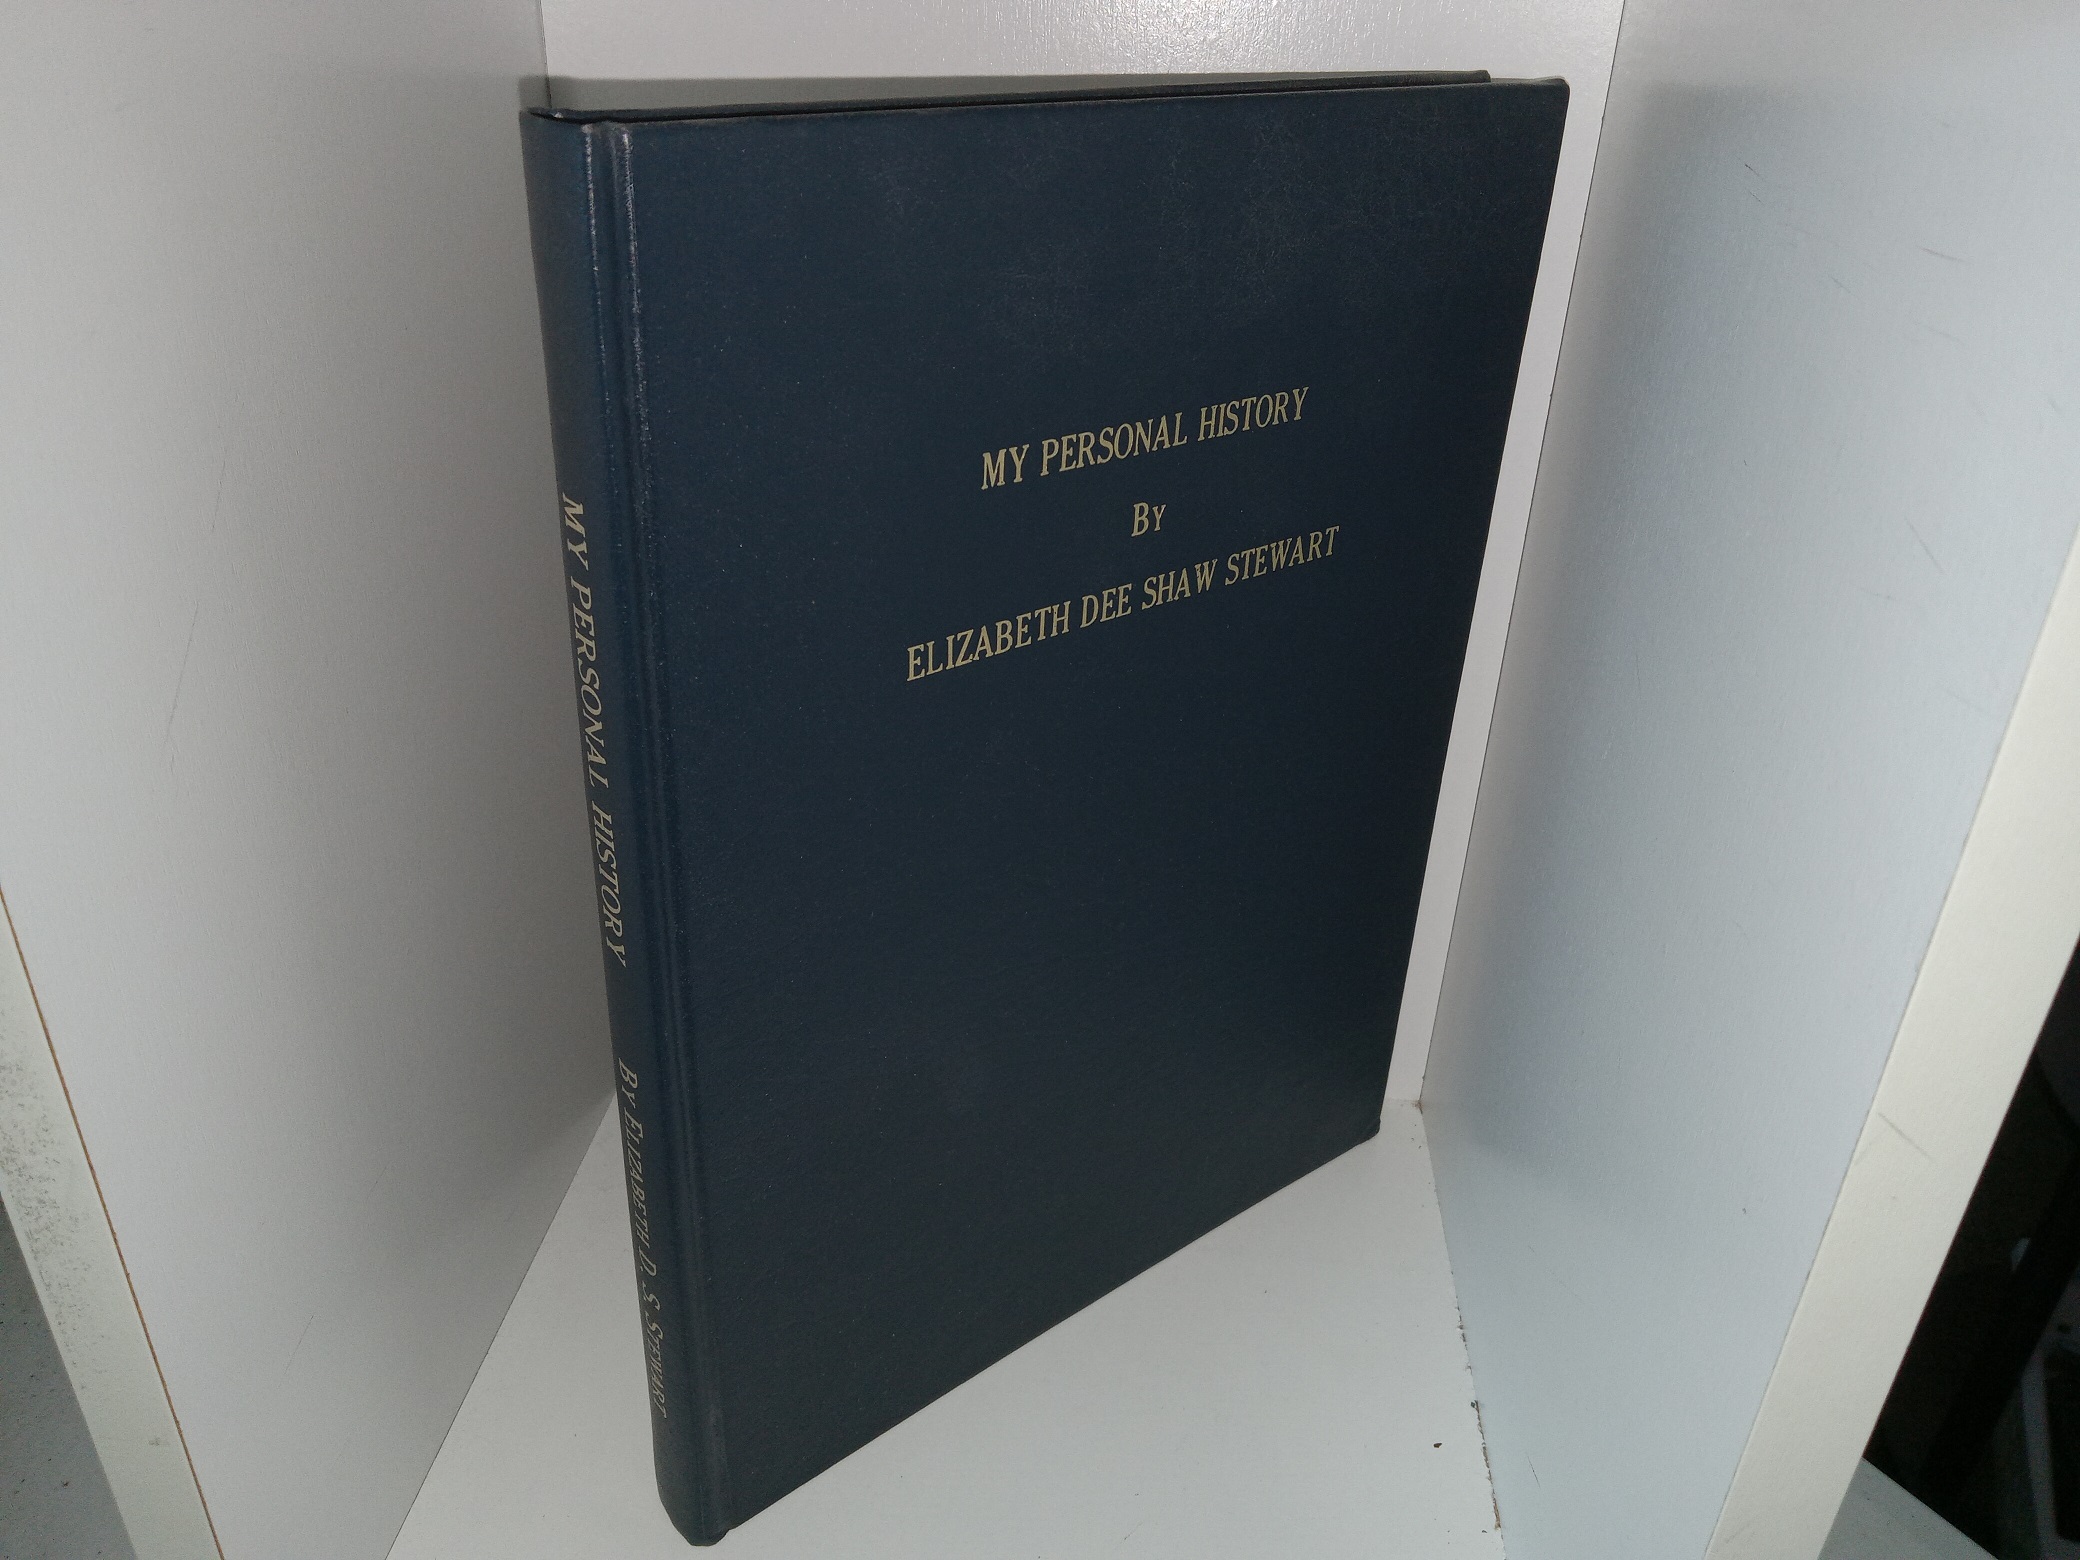 MY PERSONAL HISTORY
BY
ELIZABETH DEE SHAW STEWART
MY PERSONAL HISTORY BY ELIZABETH D. S. STEWART